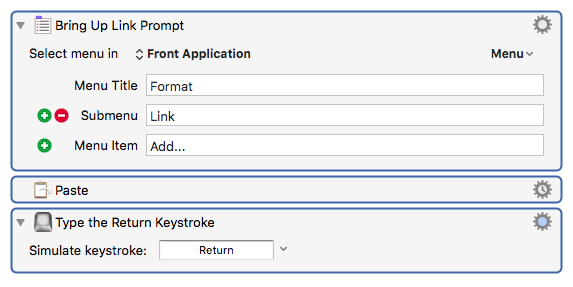 Bring Up Link Prompt
Select menu in Front Application Menu
Menu Title Format
Submenu Link
Menu Item Add...
Paste
Type the Return Keystroke
Simulate keystroke: Return